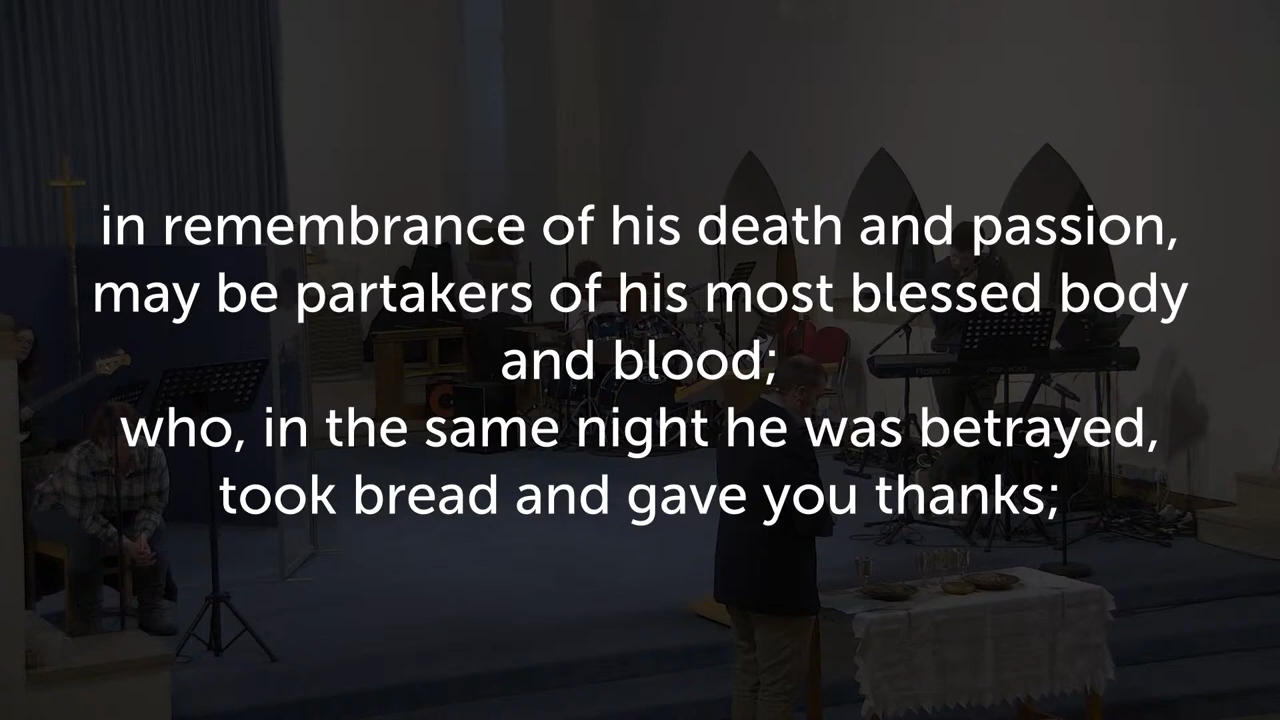 in remembrance of his death and passion,
may be partakers of his most blessed body
and blood;
who, in the same night he was betrayed,
took bread and gave you thanks;
Roland